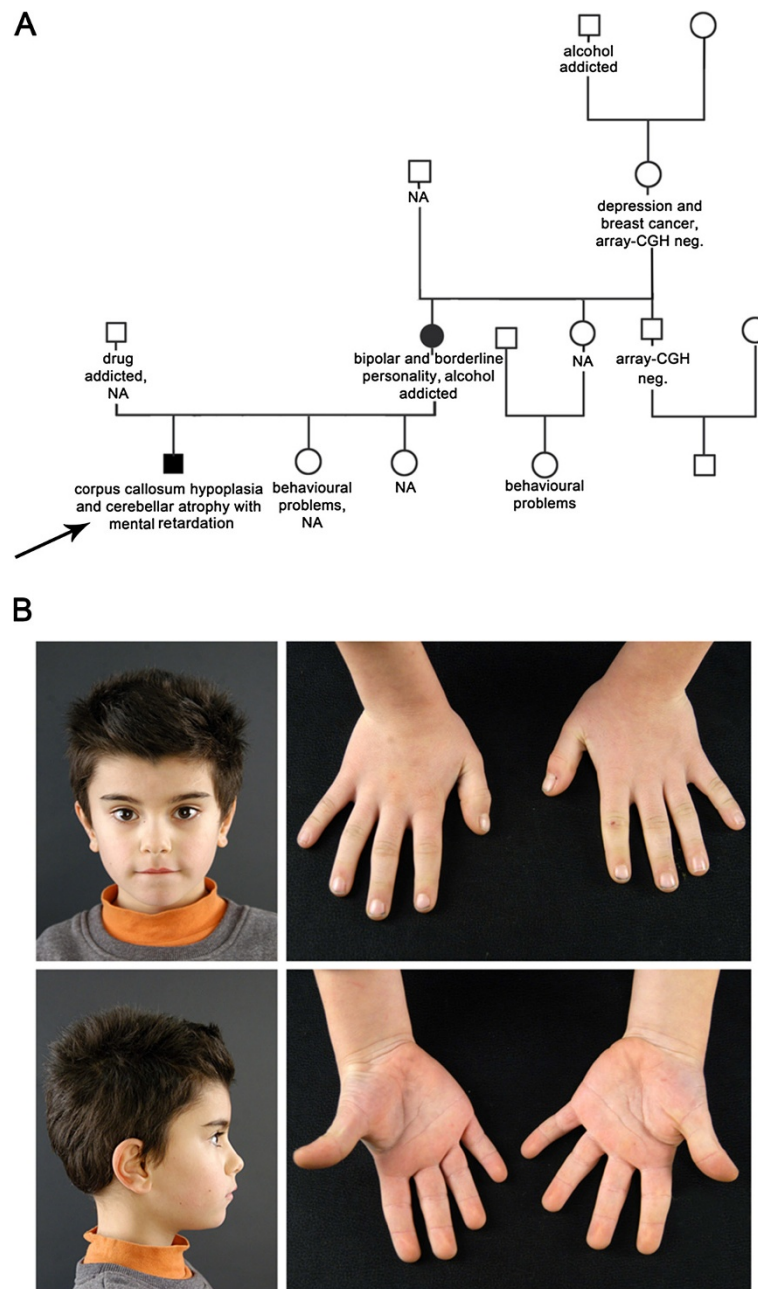 A
alcohol
addicted
NA
depression and
breast cancer,
array-CGH neg.
drug
addicted,
NA
bipolar and borderline
personality, alcohol
addicted
NA
array-CGH
neg.
corpus callosum hypoplasia
and cerebellar atrophy with
mental retardation
behavioural
problems,
NA
NA
behavioural
problems
B